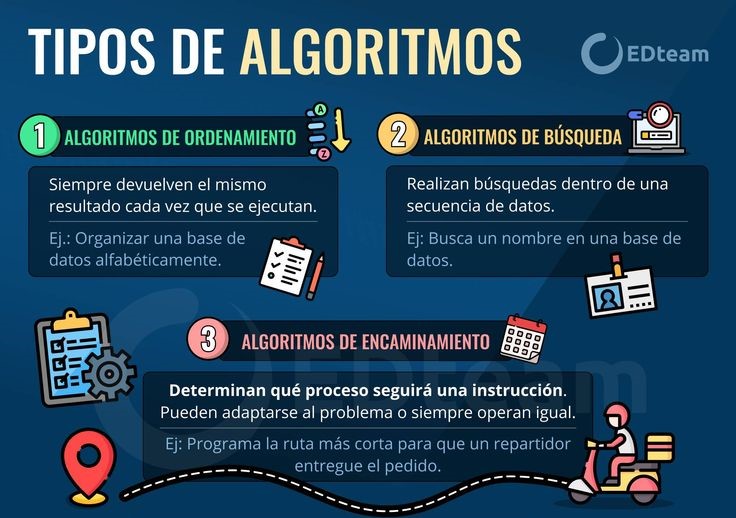 TIPOS DE ALGORITMOS
EDteam
1 ALGORITMOS DE ORDENAMIENTO
A
Z
Siempre devuelven el mismo
resultado cada vez que se ejecutan.
Ej.: Organizar una base de
datos alfabéticamente.
2 ALGORITMOS DE BÚSQUEDA
Realizan búsquedas dentro de una
secuencia de datos.
Ej: Busca un nombre en una base de
datos.
3 ALGORITMOS DE ENCAMINAMIENTO
EDteam
Determinan qué proceso seguirá una instrucción.
Pueden adaptarse al problema o siempre operan igual.
Ej: Programa la ruta más corta para que un repartidor
entregue el pedido.